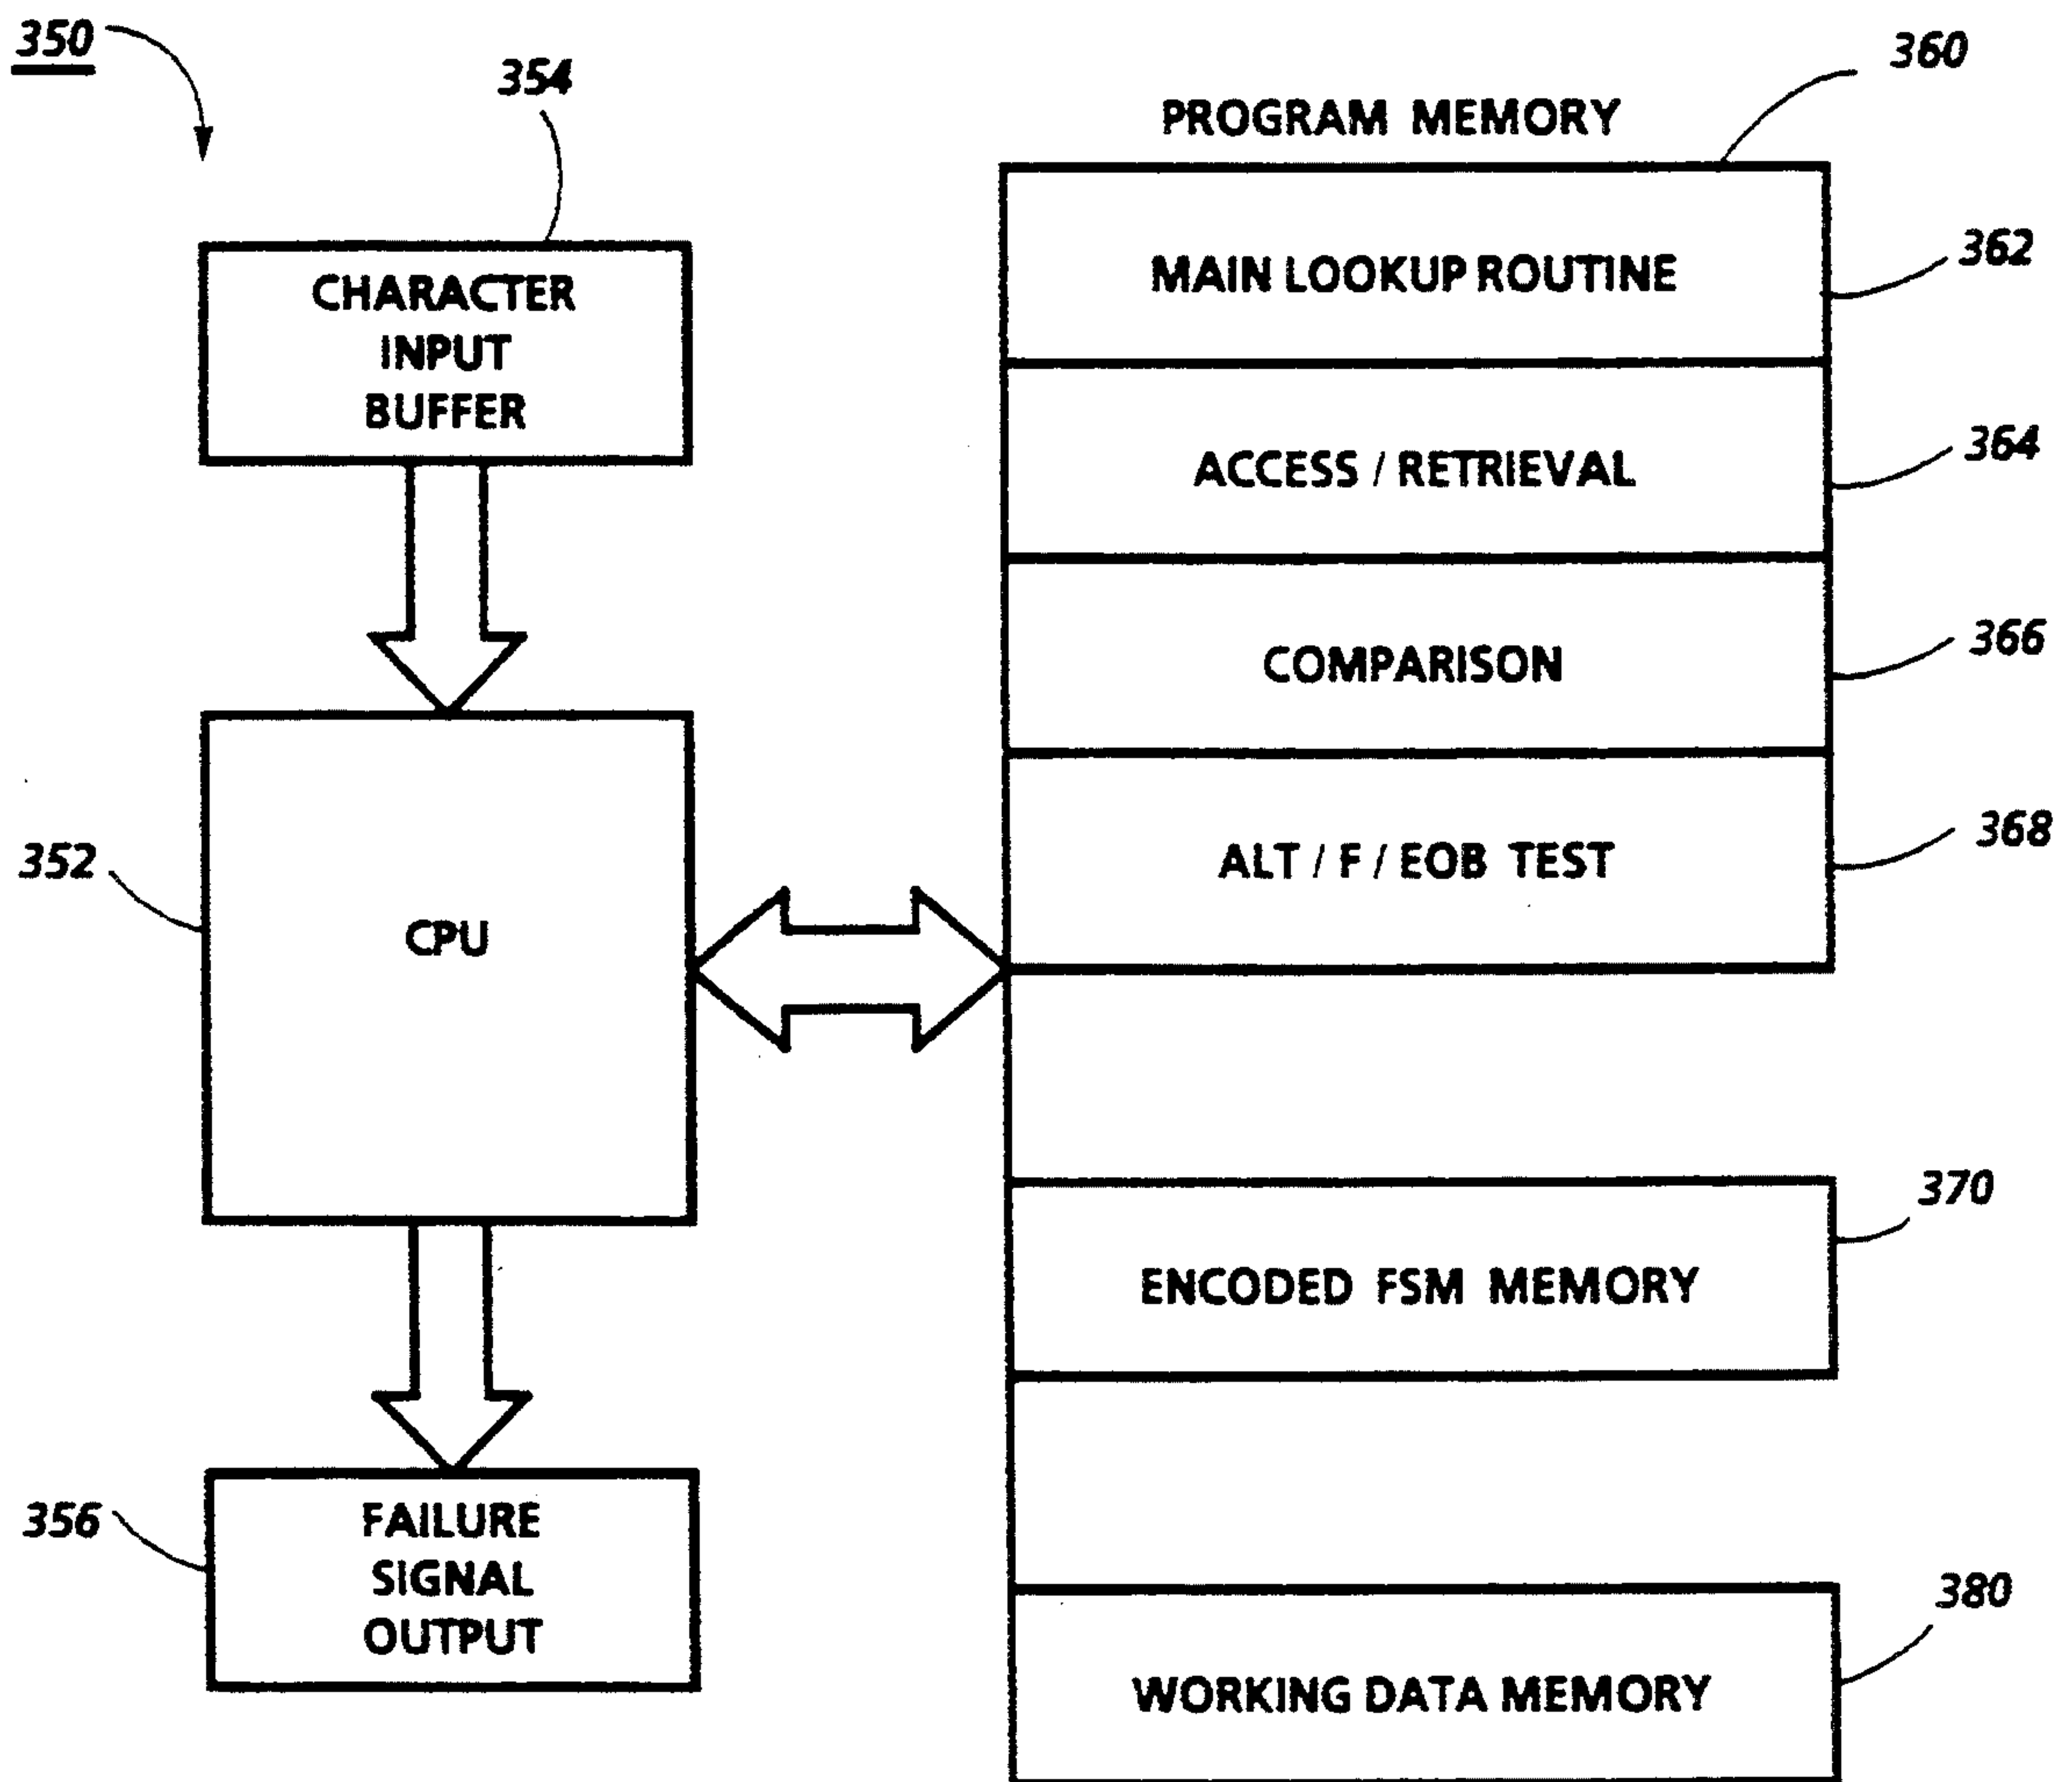 350
354
CHARACTER
INPUT
BUFFER
352
CPU
356
FAILURE
SIGNAL
OUTPUT
360
PROGRAM MEMORY
MAIN LOOKUP ROUTINE
362
ACCESS / RETRIEVAL
364
COMPARISON
366
ALT / F / EOB TEST
368
370
ENCODED FSM MEMORY
380
WORKING DATA MEMORY